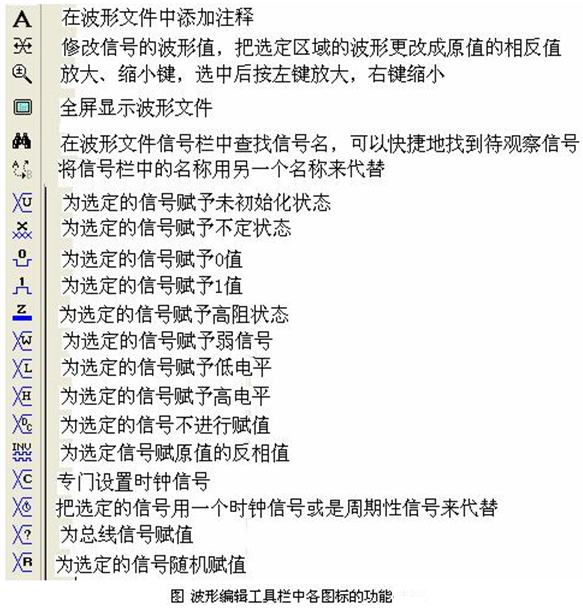 A 在波形文件中添加注释
修改信号的波形值，把选定区域的波形更改成原值的相反值
放大、缩小键，选中后按左键放大，右键缩小
全屏显示波形文件
在波形文件信号栏中查找信号名，可以快捷地找到待观察信号
将信号栏中的名称用另一个名称来代替
U 为选定的信号赋予未初始化状态
X 为选定的信号赋予不定状态
0 为选定的信号赋予0值
1 为选定的信号赋予1值
Z 为选定的信号赋予高阻状态
W 为选定的信号赋予弱信号
L 为选定的信号赋予低电平
H 为选定的信号赋予高电平
DC 为选定的信号不进行赋值
INV 为选定信号赋原值的反相值
C 专门设置时钟信号
把选定的信号用一个时钟信号或是周期性信号来代替
? 为总线信号赋值
R 为选定的信号随机赋值
图 波形编辑工具栏中各图标的功能